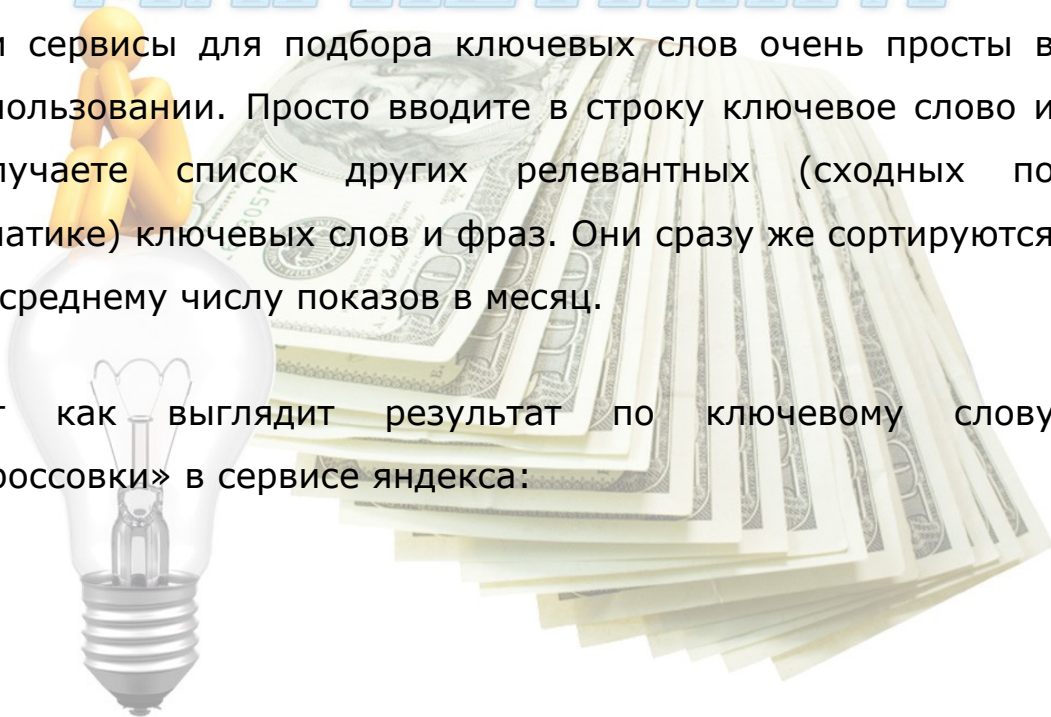 сервисы для подбора ключевых слов очень просты в
пользовании. Просто вводите в строку ключевое слово и
лучаете список других релевантных (сходных по
матике) ключевых слов и фраз. Они сразу же сортируются
среднему числу показов в месяц.
как выглядит результат по ключевому слову
россовки» в сервисе яндекса: